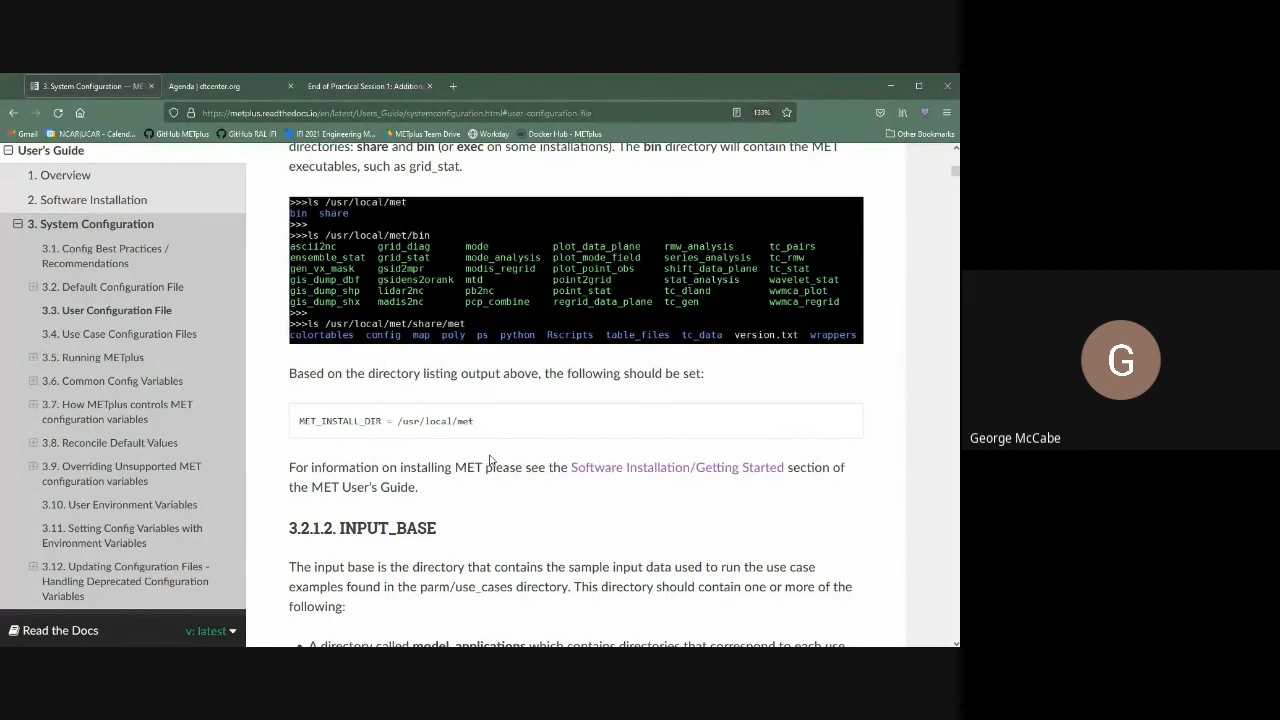 3. System Configuration — ME
Agenda | dtcenter.org
End of Practical Session 1: Addition
https://metplus.readthedocs.io/en/latest/Users_Guide/systemconfiguration.html#user-configuration-file
133%
Gmail
NCAR|UCAR - Calend...
GitHub METplus
GitHub RAL IFI
IFI 2021 Engineering M...
METplus Team Drive
Workday
Docker Hub - METplus
Other Bookmarks
User's Guide
1. Overview
2. Software Installation
3. System Configuration
3.1. Config Best Practices /
Recommendations
3.2. Default Configuration File
3.3. User Configuration File
3.4. Use Case Configuration Files
3.5. Running METplus
3.6. Common Config Variables
3.7. How METplus controls MET
configuration variables
3.8. Reconcile Default Values
3.9. Overriding Unsupported MET
configuration variables
3.10. User Environment Variables
3.11. Setting Config Variables with
Environment Variables
3.12. Updating Configuration Files -
Handling Deprecated Configuration
Variables
Read the Docs
v: latest
directories: share and bin (or exec on some installations). The bin directory will contain the MET
executables, such as grid_stat.
>>>ls /usr/local/met
bin share
>>>
>>>ls /usr/local/met/bin
ascii2nc grid_diag mode plot_data_plane rmw_analysis tc_pairs
ensemble_stat grid_stat mode_analysis plot_mode_field series_analysis tc_rmw
gen_vx_mask gsid2mpr modis_regrid plot_point_obs shift_data_plane tc_stat
gis_dump_dbf gsidens2orank mtd point2grid stat_analysis wavelet_stat
gis_dump_shp lidar2nc pb2nc point_stat tc_dland wwmca_plot
gis_dump_shx madis2nc pcp_combine regrid_data_plane tc_gen wwmca_regrid
>>>
>>>ls /usr/local/met/share/met
colortables config map poly ps python Rscripts table_files tc_data version.txt wrappers
Based on the directory listing output above, the following should be set:
MET_INSTALL_DIR = /usr/local/met
For information on installing MET please see the Software Installation/Getting Started section of
the MET User's Guide.
3.2.1.2. INPUT_BASE
The input base is the directory that contains the sample input data used to run the use case
examples found in the parm/use_cases directory. This directory should contain one or more of the
following:
A directory called model_applications which contains directories that correspond to each use
G
George McCabe